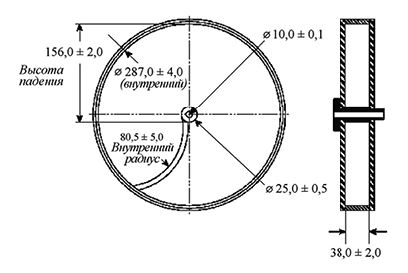 156,0 ± 2,0
Высота
падения
⌀ 287,0 ± 4,0
(внутренний)
⌀ 10,0 ± 0,1
80,5 ± 5,0
Внутренний
радиус
⌀ 25,0 ± 0,5
38,0 ± 2,0